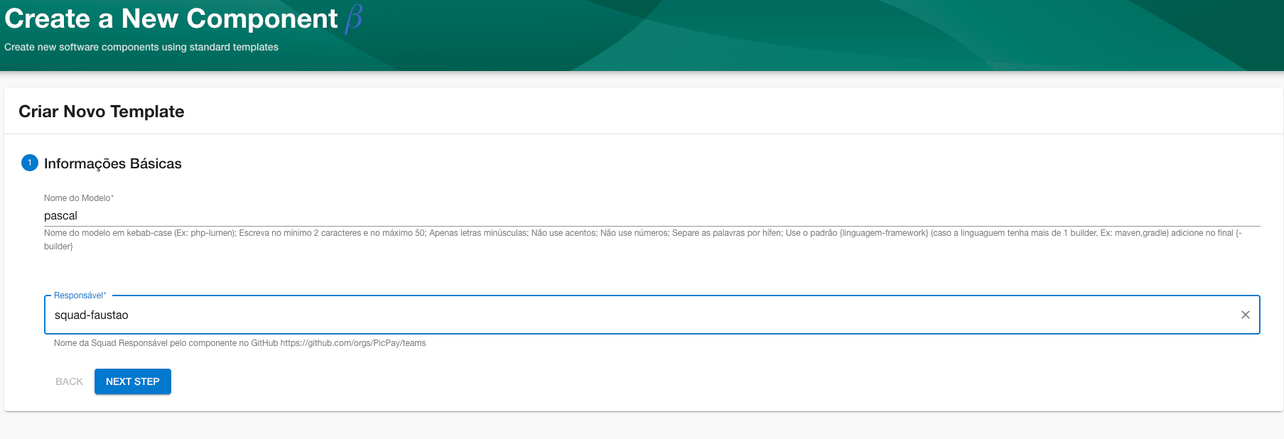 Create a New Component β
Create new software components using standard templates
Criar Novo Template
1 Informações Básicas
Nome do Modelo*
pascal
Nome do modelo em kebab-case (Ex: php-lumen); Escreva no mínimo 2 caracteres e no máximo 50; Apenas letras minúsculas; Não use acentos; Não use números; Separe as palavras por hífen; Use o padrão {linguagem-framework} (caso a linguaguem tenha mais de 1 builder, Ex: maven,gradle) adicione no final {-
builder}
Responsável*
squad-faustao
Nome da Squad Responsável pelo componente no GitHub https://github.com/orgs/PicPay/teams
BACK NEXT STEP